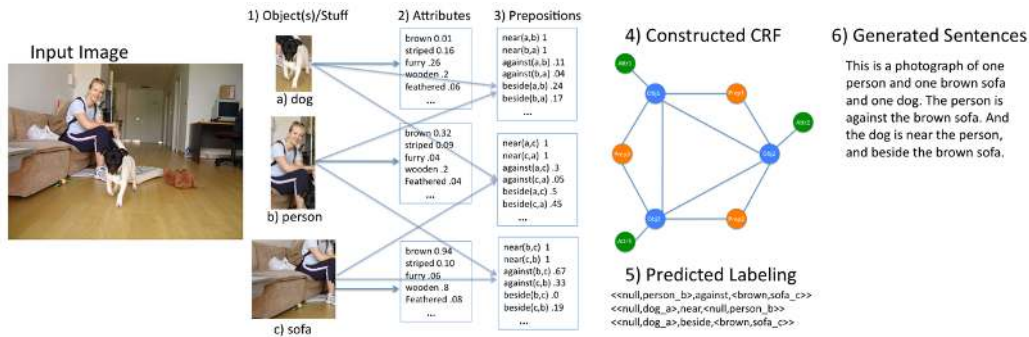 Input Image
1) Object(s)/Stuff
a) dog
b) person
c) sofa
2) Attributes
brown 0.01
striped 0.16
furry .26
wooden .2
feathered .06
...
brown 0.32
striped 0.09
furry .04
wooden .2
Feathered .04
...
brown 0.94
striped 0.10
furry .06
wooden .8
Feathered .08
...
3) Prepositions
near(a,b) 1
near(b,a) 1
against(a,b) .11
against(b,a) .04
beside(a,b) .24
beside(b,a) .17
...
near(a,c) 1
near(c,a) 1
against(a,c) .3
against(c,a) .05
beside(a,c) .5
beside(c,a) .45
...
near(b,c) 1
near(c,b) 1
against(b,c) .67
against(c,b) .33
beside(b,c) .0
beside(c,b) .19
...
4) Constructed CRF
5) Predicted Labeling
<<null,person_b>,against,<brown,sofa_c>>
<<null,dog_a>,near,<null,person_b>>
<<null,dog_a>,beside,<brown,sofa_c>>
6) Generated Sentences
This is a photograph of one
person and one brown sofa
and one dog. The person is
against the brown sofa. And
the dog is near the person,
and beside the brown sofa.